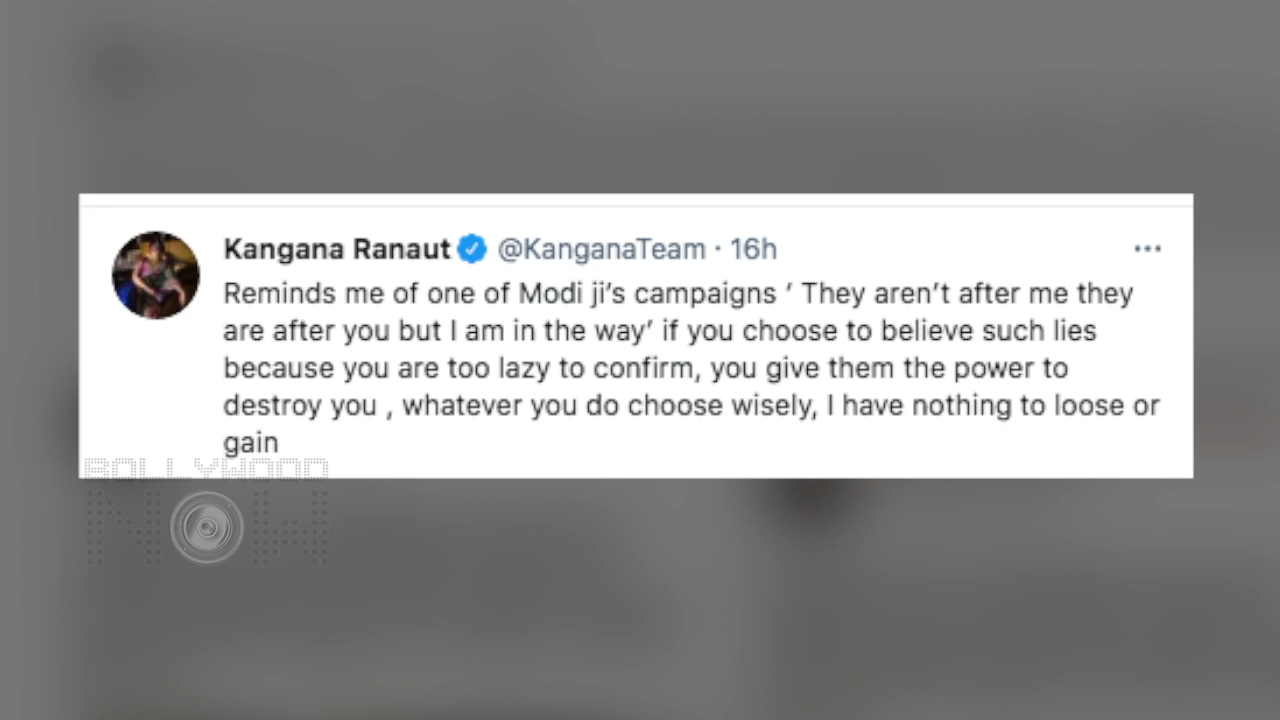 Kangana Ranaut @KanganaTeam · 16h
Reminds me of one of Modi ji’s campaigns ‘ They aren’t after me they
are after you but I am in the way’ if you choose to believe such lies
because you are too lazy to confirm, you give them the power to
destroy you , whatever you do choose wisely, I have nothing to loose or
gain
BOLLYWOOD
NOW